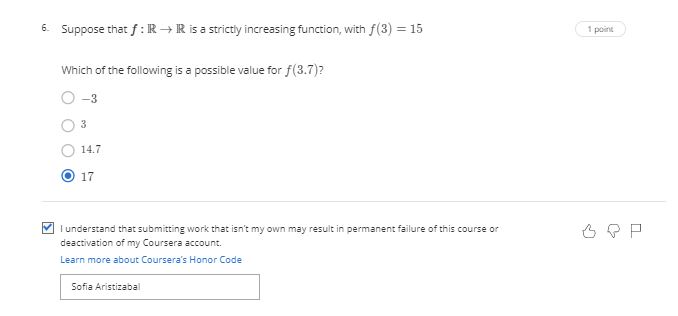 6. Suppose that f : ℝ → ℝ is a strictly increasing function, with f(3) = 15
1 point
Which of the following is a possible value for f(3.7)?
−3
3
14.7
17
I understand that submitting work that isn't my own may result in permanent failure of this course or
deactivation of my Coursera account.
Learn more about Coursera's Honor Code
Sofia Aristizabal